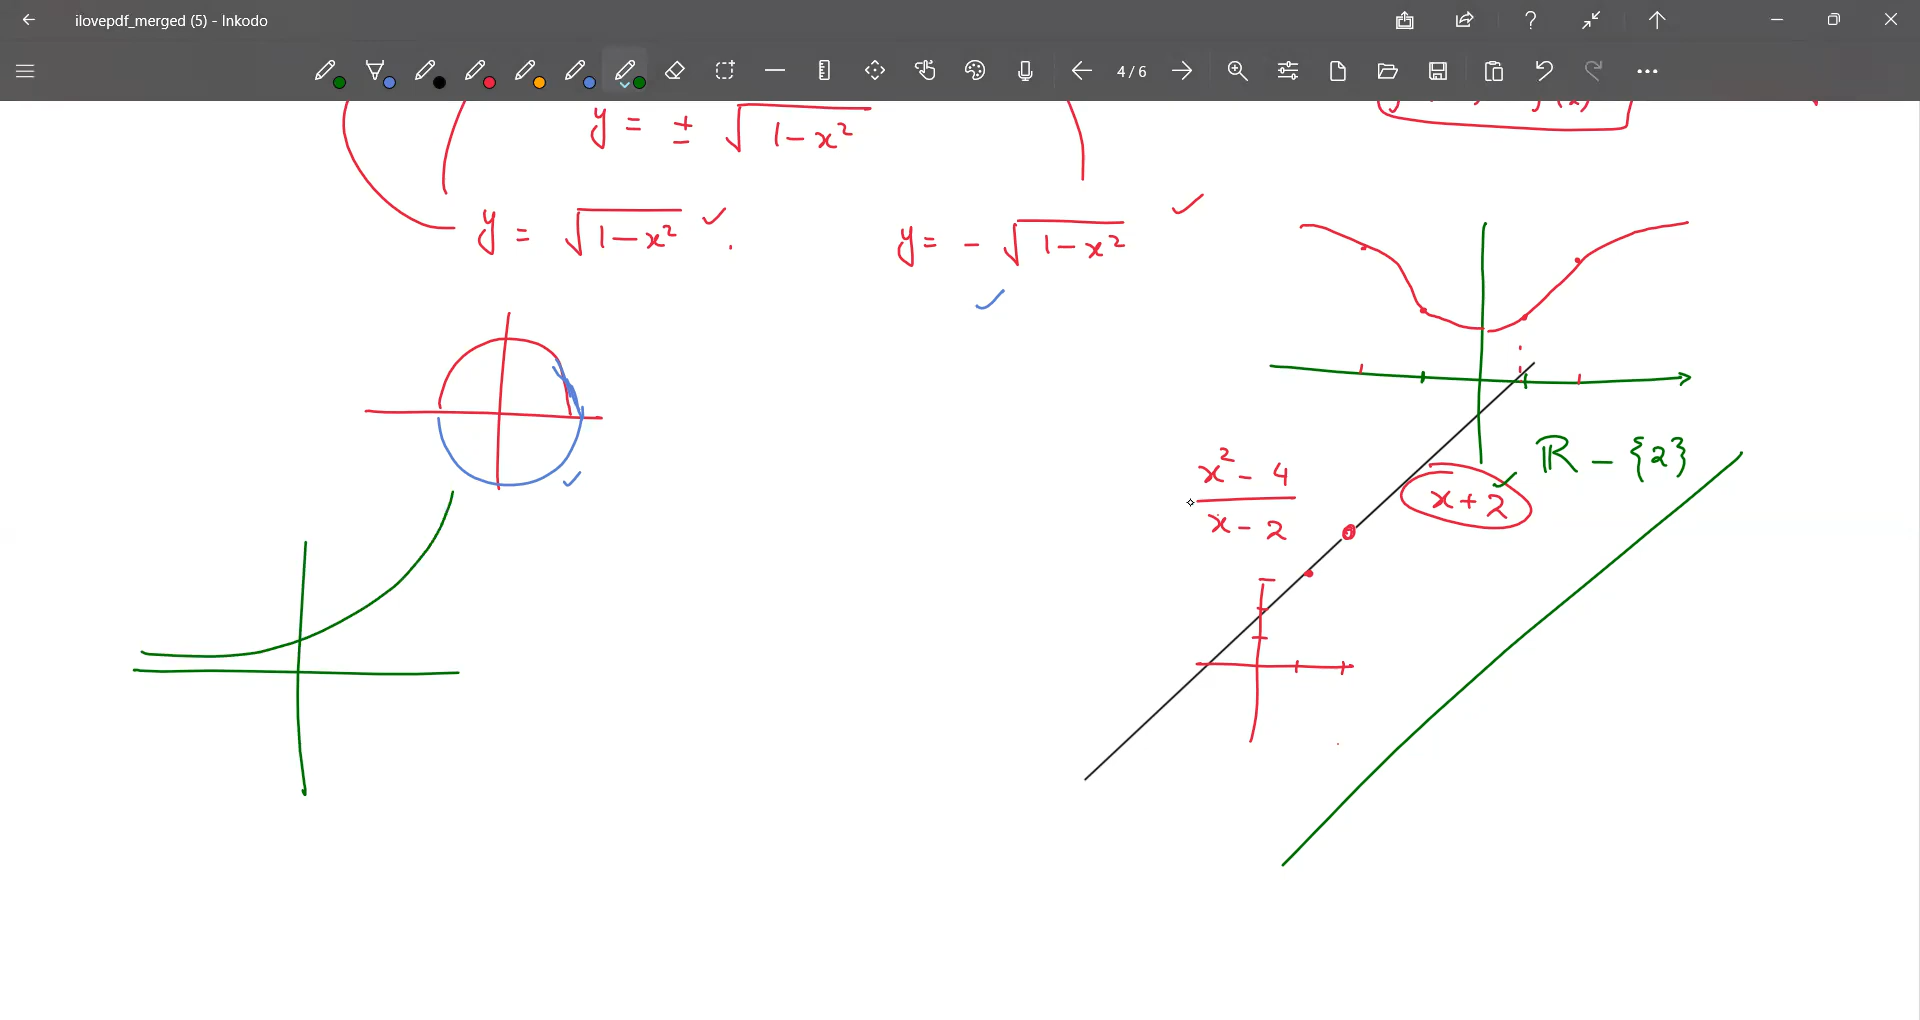 ilovepdf_merged (5) - Inkodo
4 / 6
y = ± √(1-x²)
y = √(1-x²) .
y = - √(1-x²)
ℝ - {2}
x² - 4
x - 2
x + 2